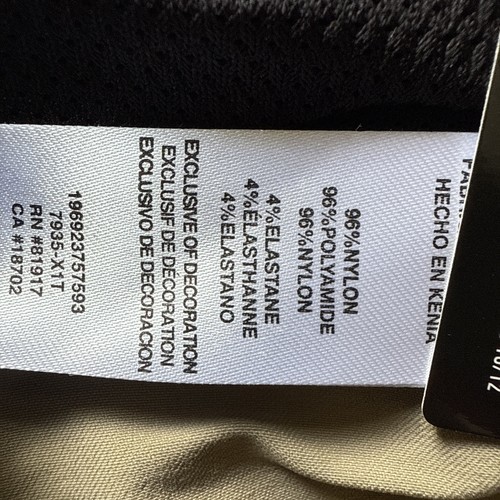 HECHO EN KENIA
96%NYLON
96%POLYAMIDE
96%NYLON
4%ELASTANE
4%ÉLASTHANNE
4%ELASTANO
EXCLUSIVE OF DECORATION
EXCLUSIF DE DECORATION
EXCLUSIVO DE DECORACION
196923757593
7935-X1T
RN #81917
CA #18702